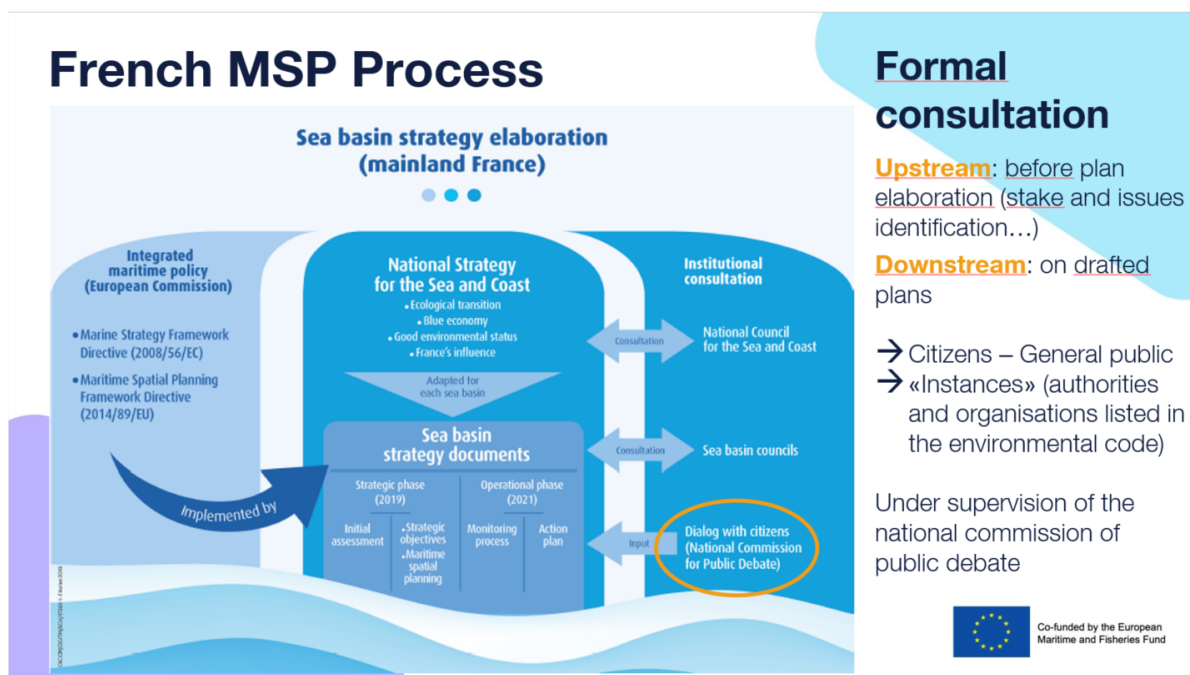 French MSP Process
Sea basin strategy elaboration
(mainland France)
Integrated
maritime policy
(European Commission)
• Marine Strategy Framework
Directive (2008/56/EC)
• Maritime Spatial Planning
Framework Directive
(2014/89/EU)
Implemented by
National Strategy
for the Sea and Coast
• Ecological transition
• Blue economy
• Good environmental status
• France's influence
Adapted for
each sea basin
Sea basin
strategy documents
Strategic phase
(2019)
Initial
assessment
• Strategic
objectives
• Maritime
spatial
planning
Operational phase
(2021)
Monitoring
process
Action
plan
Institutional
consultation
Consultation
National Council
for the Sea and Coast
Consultation
Sea basin councils
Input
Dialog with citizens
(National Commission
for Public Debate)
Formal
consultation
Upstream: before plan
elaboration (stake and issues
identification…)
Downstream: on drafted
plans
→ Citizens – General public
→ «Instances» (authorities
and organisations listed in
the environmental code)
Under supervision of the
national commission of
public debate
Co-funded by the European
Maritime and Fisheries Fund